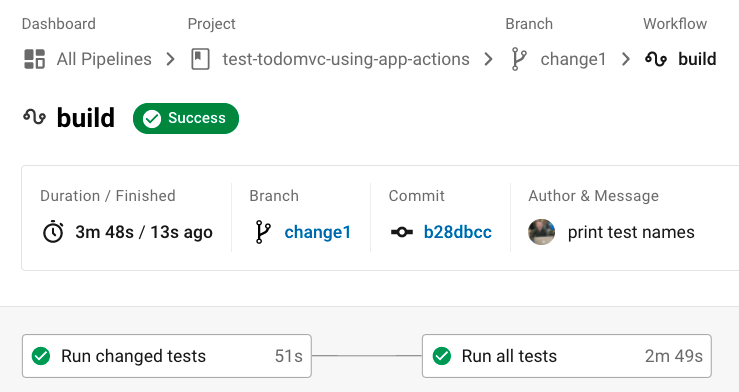 Dashboard Project Branch Workflow
All Pipelines test-todomvc-using-app-actions change1 build
build Success
Duration / Finished Branch Commit Author & Message
3m 48s / 13s ago change1 b28dbcc print test names
Run changed tests 51s Run all tests 2m 49s